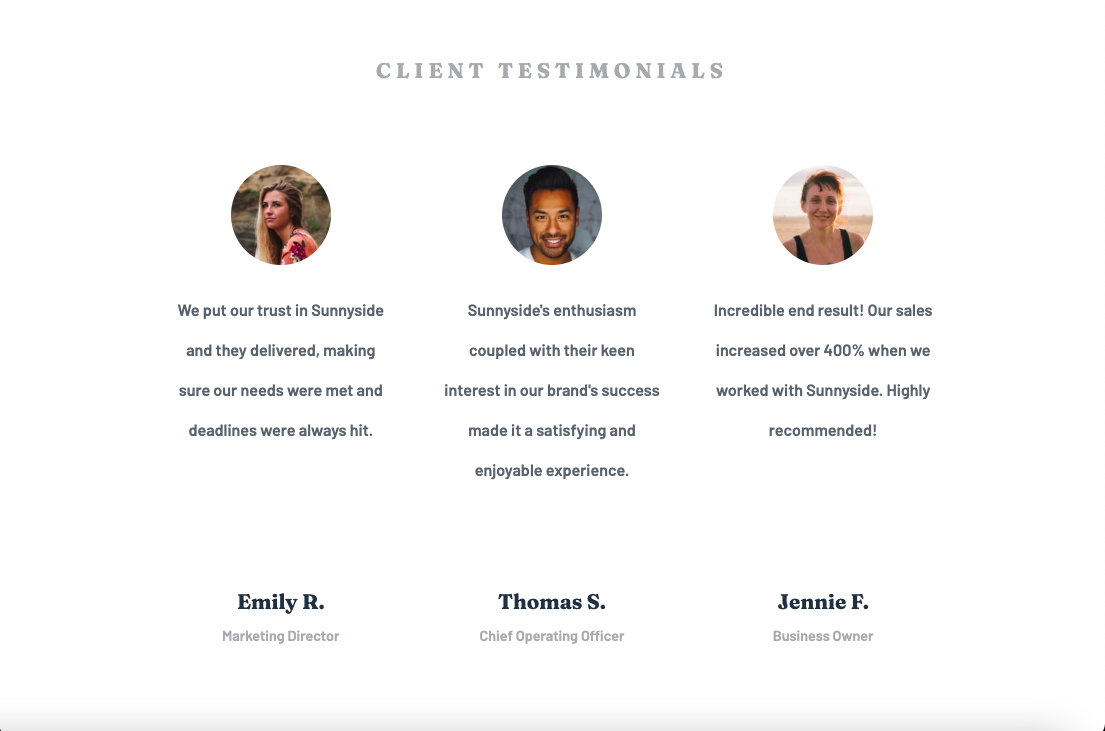 CLIENT TESTIMONIALS
We put our trust in Sunnyside
and they delivered, making
sure our needs were met and
deadlines were always hit.
Emily R.
Marketing Director
Sunnyside's enthusiasm
coupled with their keen
interest in our brand's success
made it a satisfying and
enjoyable experience.
Thomas S.
Chief Operating Officer
Incredible end result! Our sales
increased over 400% when we
worked with Sunnyside. Highly
recommended!
Jennie F.
Business Owner